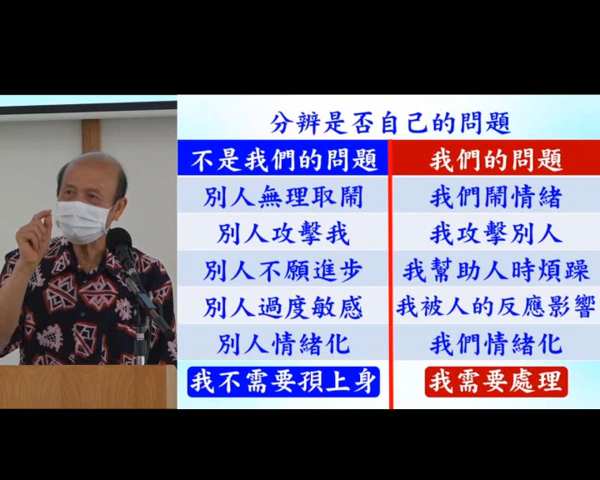 分辨是否自己的問題
不是我們的問題 我們的問題
別人無理取鬧 我們鬧情緒
別人攻擊我 我攻擊別人
別人不願進步 我幫助人時煩躁
別人過度敏感 我被人的反應影響
別人情緒化 我們情緒化
我不需要孭上身 我需要處理